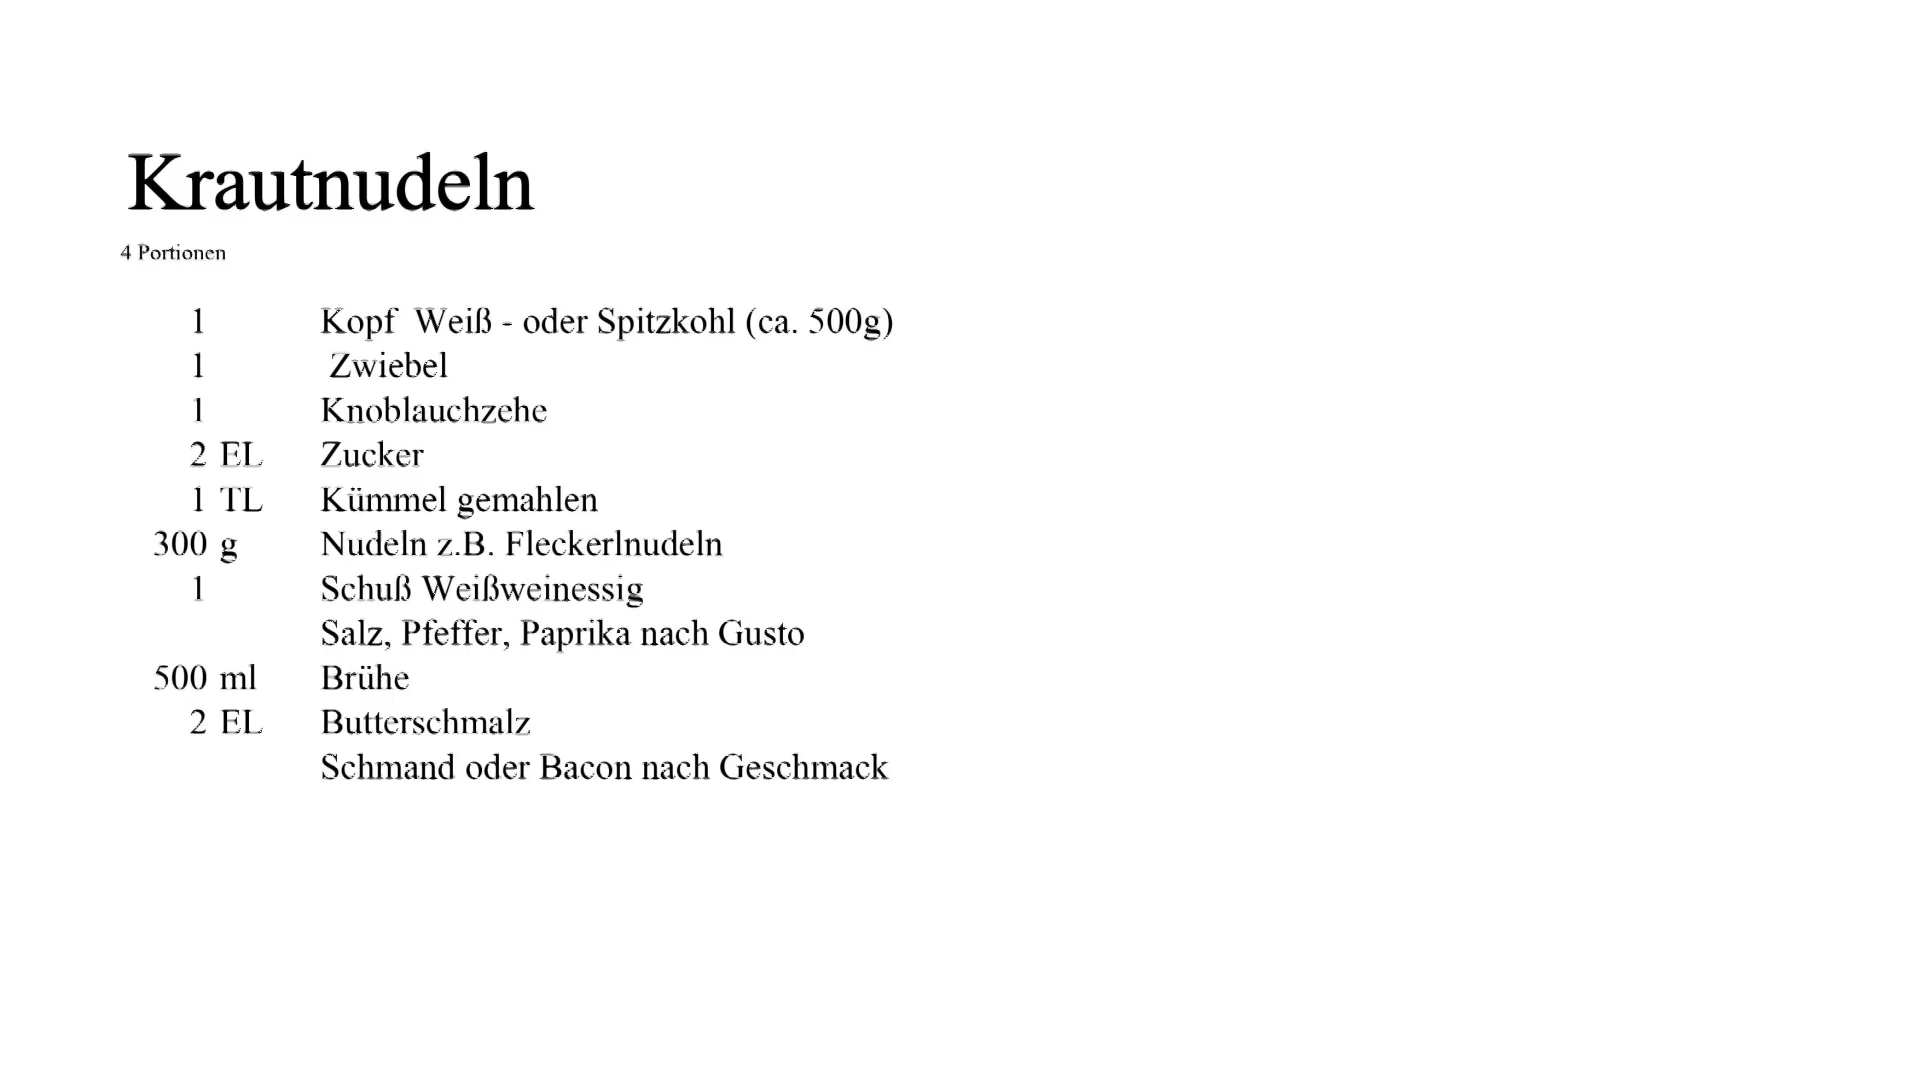 Krautnudeln
4 Portionen
1 Kopf Weiß - oder Spitzkohl (ca. 500g)
1 Zwiebel
1 Knoblauchzehe
2 EL Zucker
1 TL Kümmel gemahlen
300 g Nudeln z.B. Fleckerlnudeln
1 Schuß Weißweinessig
Salz, Pfeffer, Paprika nach Gusto
500 ml Brühe
2 EL Butterschmalz
Schmand oder Bacon nach Geschmack